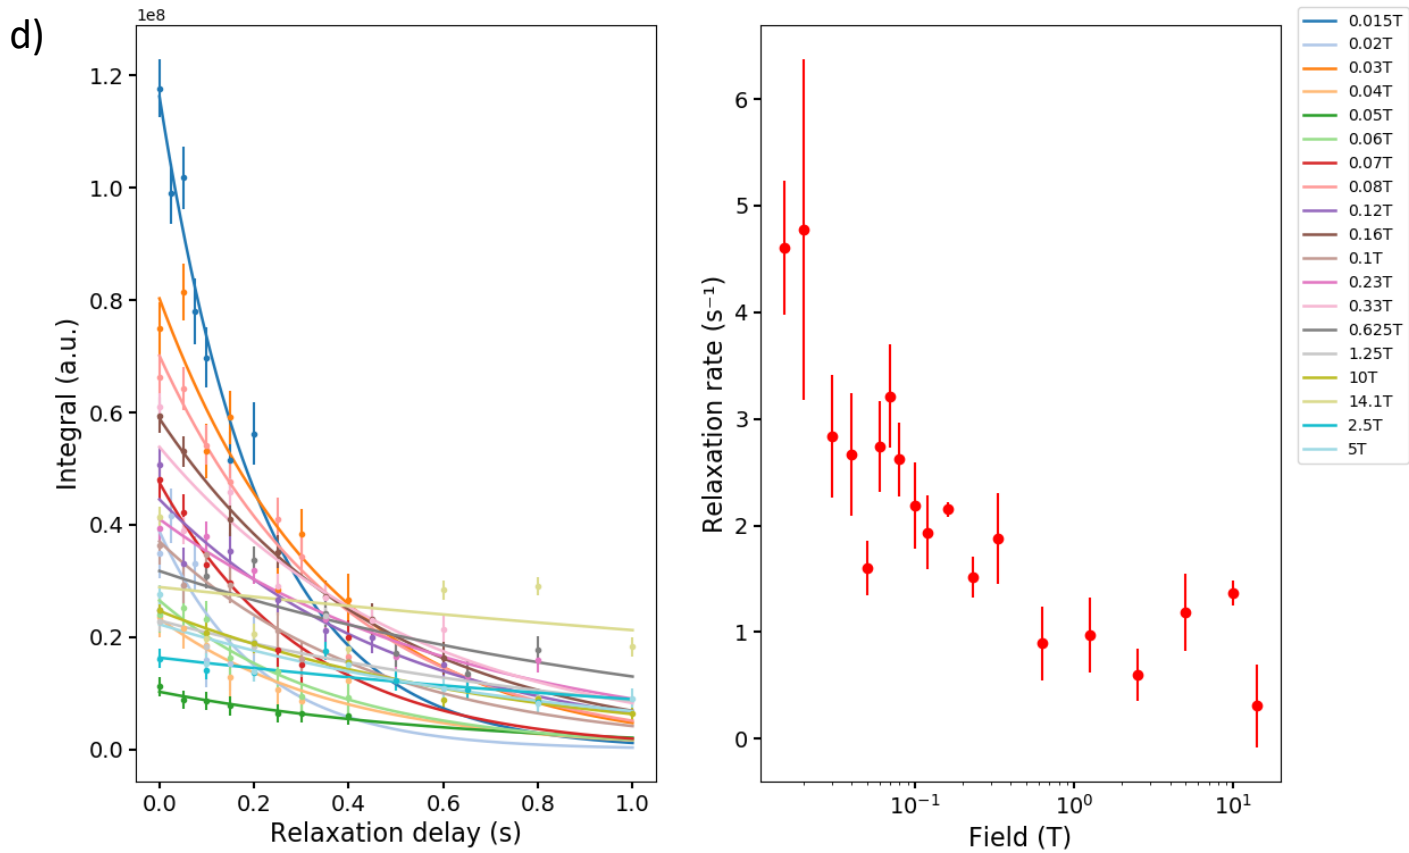 d)
1e8
1.2
1.0
0.8
0.6
0.4
0.2
0.0
Integral (a.u.)
0.0 0.2 0.4 0.6 0.8 1.0
Relaxation delay (s)
6
5
4
3
2
1
0
Relaxation rate (s⁻¹)
10⁻¹ 10⁰ 10¹
Field (T)
0.015T
0.02T
0.03T
0.04T
0.05T
0.06T
0.07T
0.08T
0.12T
0.16T
0.1T
0.23T
0.33T
0.625T
1.25T
10T
14.1T
2.5T
5T